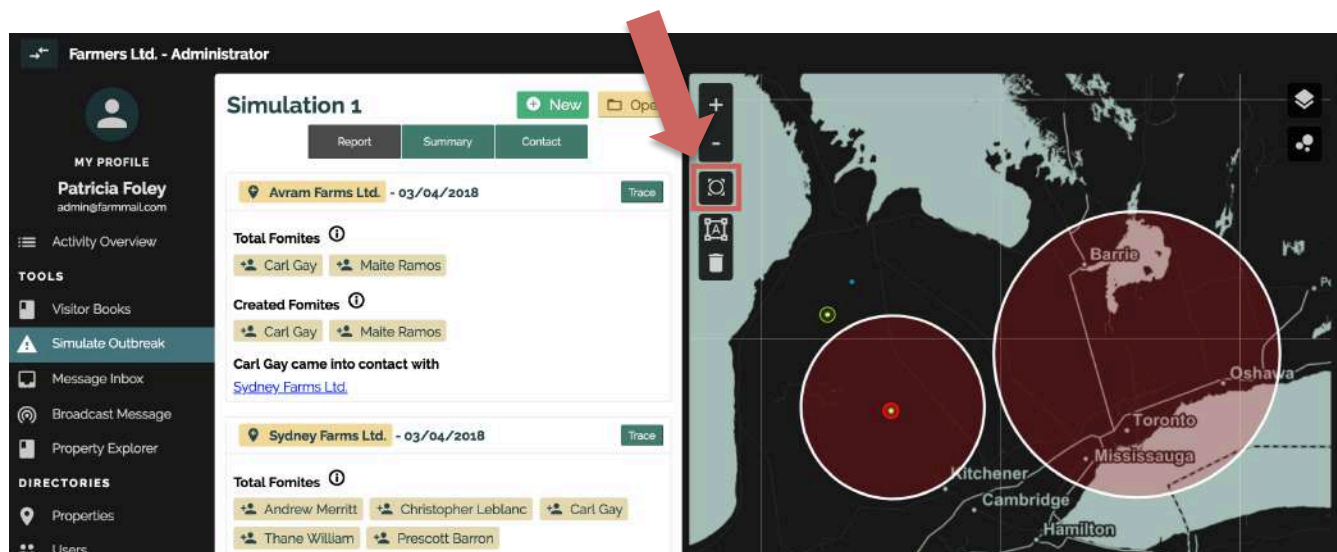 Farmers Ltd. - Administrator
MY PROFILE
Patricia Foley
admin@farmmail.com
Activity Overview
TOOLS
Visitor Books
Simulate Outbreak
Message Inbox
Broadcast Message
Property Explorer
DIRECTORIES
Properties
Users
Simulation 1
New
Ope
Report Summary Contact
Avram Farms Ltd. - 03/04/2018 Trace
Total Fomites
Carl Gay Maite Ramos
Created Fomites
Carl Gay Maite Ramos
Carl Gay came into contact with
Sydney Farms Ltd.
Sydney Farms Ltd. - 03/04/2018 Trace
Total Fomites
Andrew Merritt Christopher Leblanc Carl Gay
Thane William Prescott Barron
+
-
A
Barrie
Oshawa
Toronto
Mississauga
Kitchener
Cambridge
Hamilton